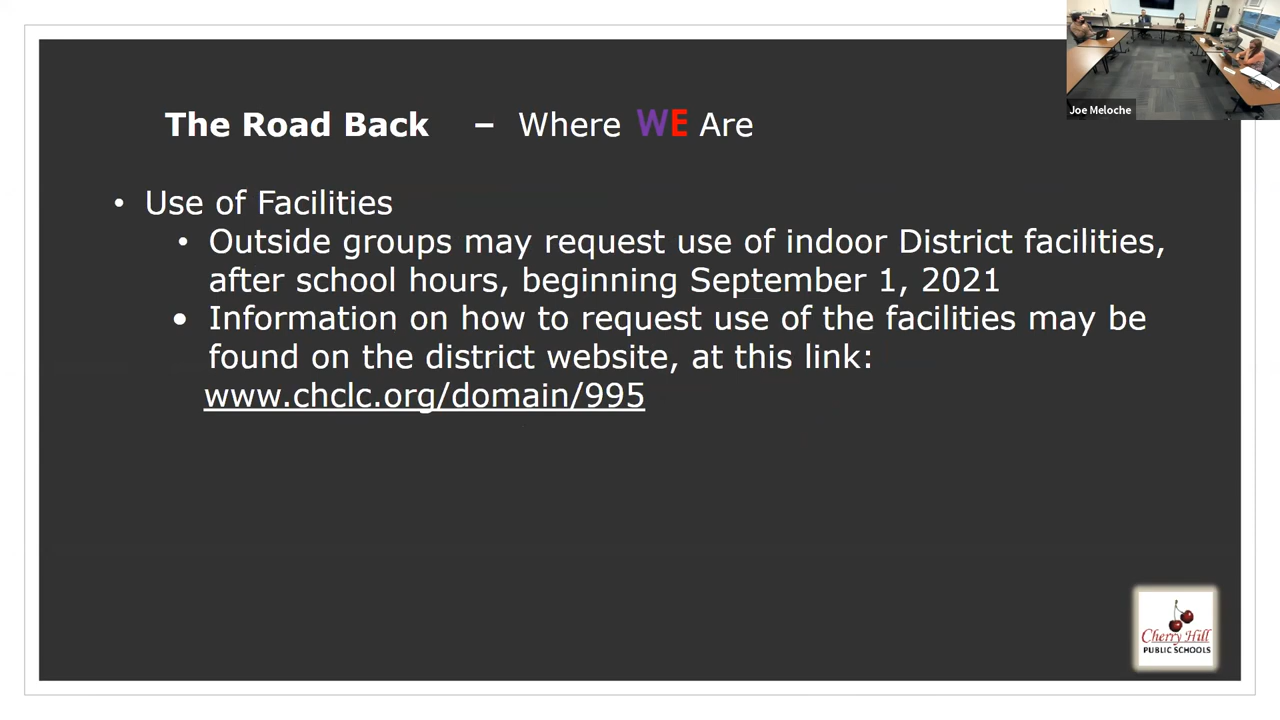 Joe Meloche
The Road Back – Where WE Are
• Use of Facilities
• Outside groups may request use of indoor District facilities,
after school hours, beginning September 1, 2021
• Information on how to request use of the facilities may be
found on the district website, at this link:
www.chclc.org/domain/995
Cherry Hill
PUBLIC SCHOOLS